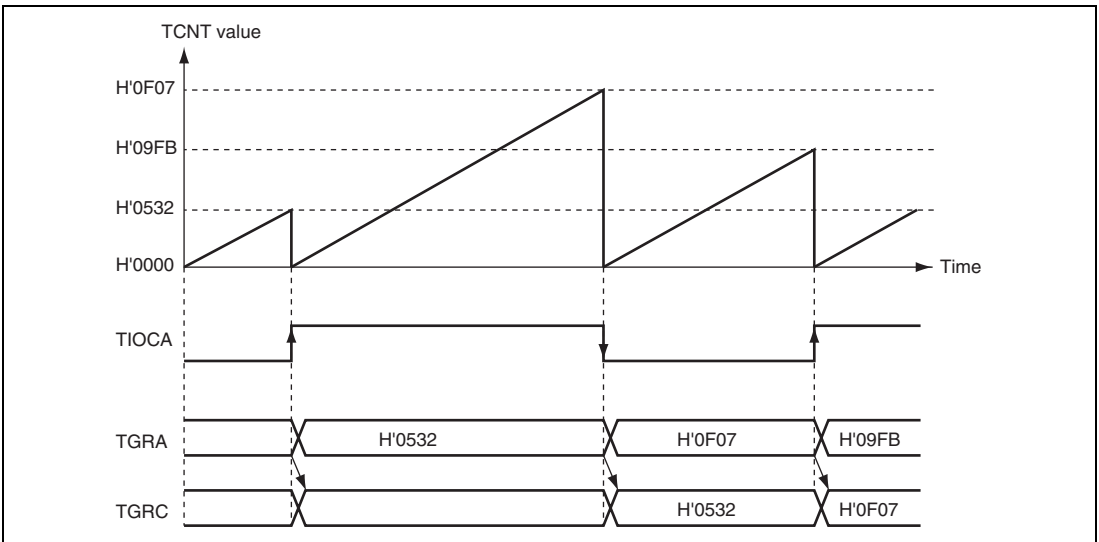 TCNT value
H'0F07
H'09FB
H'0532
H'0000
Time
TIOCA
TGRA
H'0532
H'0F07
H'09FB
TGRC
H'0532
H'0F07